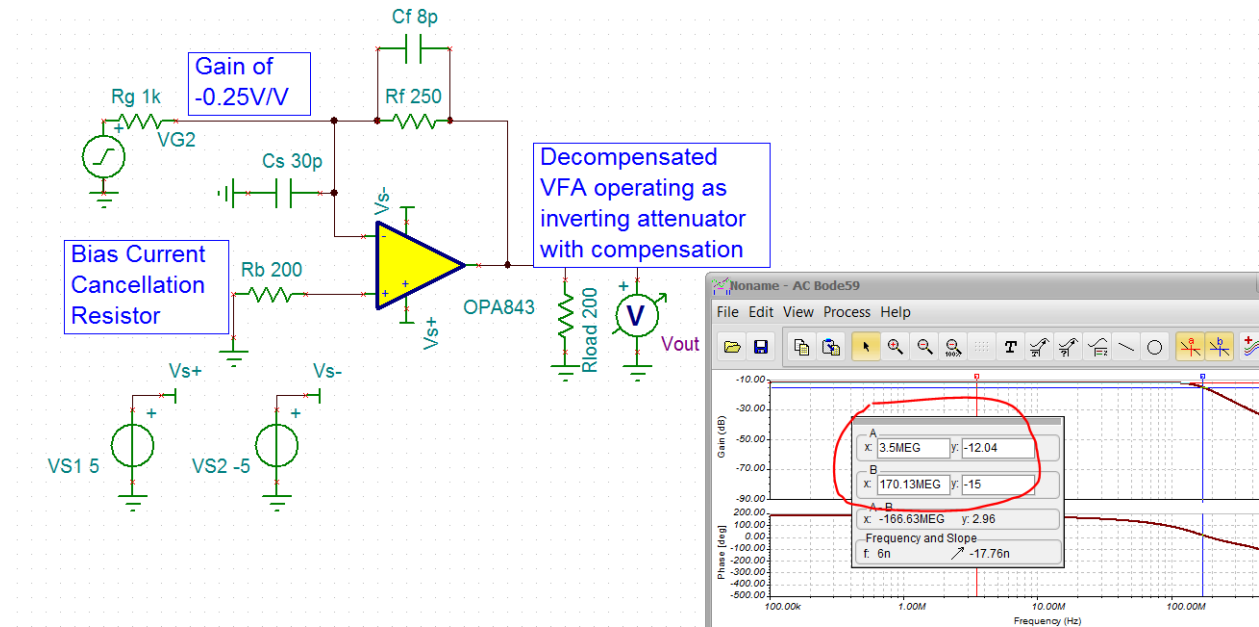 Cf 8p
Gain of
-0.25V/V
Rg 1k
Rf 250
+
VG2
Cs 30p
Decompensated
VFA operating as
inverting attenuator
with compensation
Vs-
-
Bias Current
Cancellation
Resistor
Rb 200
+
+
OPA843
Vs+
Rload 200
+
V
Vout
Vs+
Vs-
+
+
VS1 5
VS2 -5
Noname - AC Bode59
File Edit View Process Help
100%
T
a
b
Gain (dB)
-10.00
-30.00
-50.00
-70.00
-90.00
A
x: 3.5MEG y: -12.04
B
x: 170.13MEG y: -15
A - B
x: -166.63MEG y: 2.96
Frequency and Slope
f: 6n -17.76n
Phase [deg]
200.00
100.00
0.00
-100.00
-200.00
-300.00
-400.00
-500.00
100.00k 1.00M 10.00M 100.00M
Frequency (Hz)